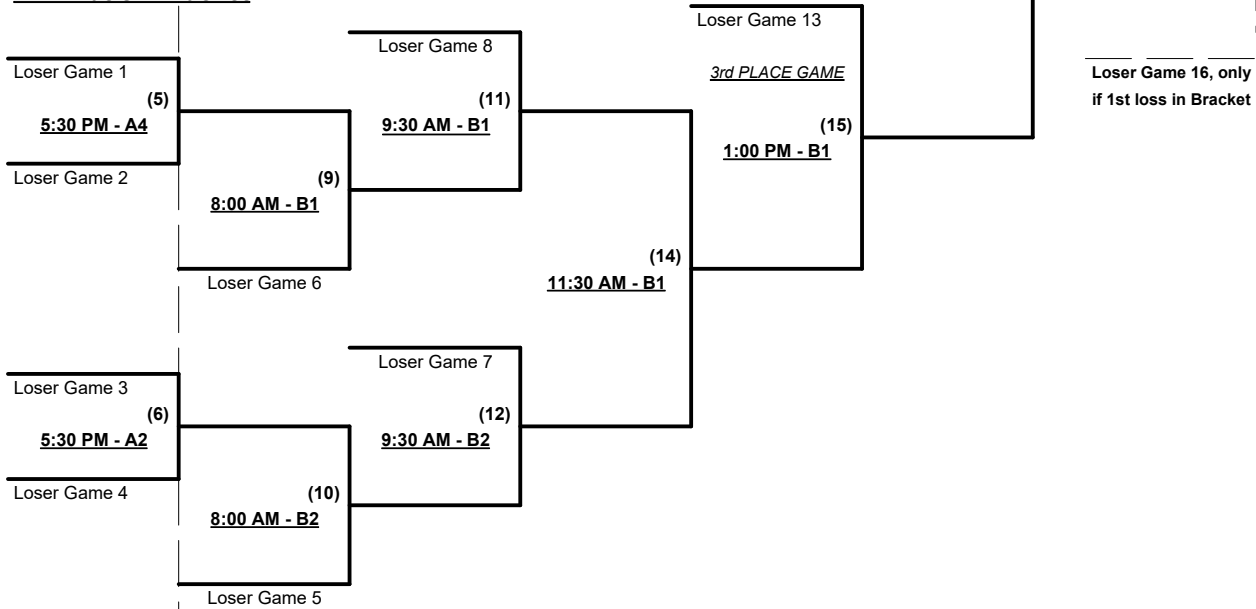 Loser Game 13
Loser Game 8
Loser Game 1
3rd PLACE GAME
Loser Game 16, only
if 1st loss in Bracket
(5)
5:30 PM - A4
(11)
9:30 AM - B1
(15)
1:00 PM - B1
Loser Game 2
(9)
8:00 AM - B1
(14)
11:30 AM - B1
Loser Game 6
Loser Game 7
Loser Game 3
(6)
5:30 PM - A2
(12)
9:30 AM - B2
Loser Game 4
(10)
8:00 AM - B2
Loser Game 5